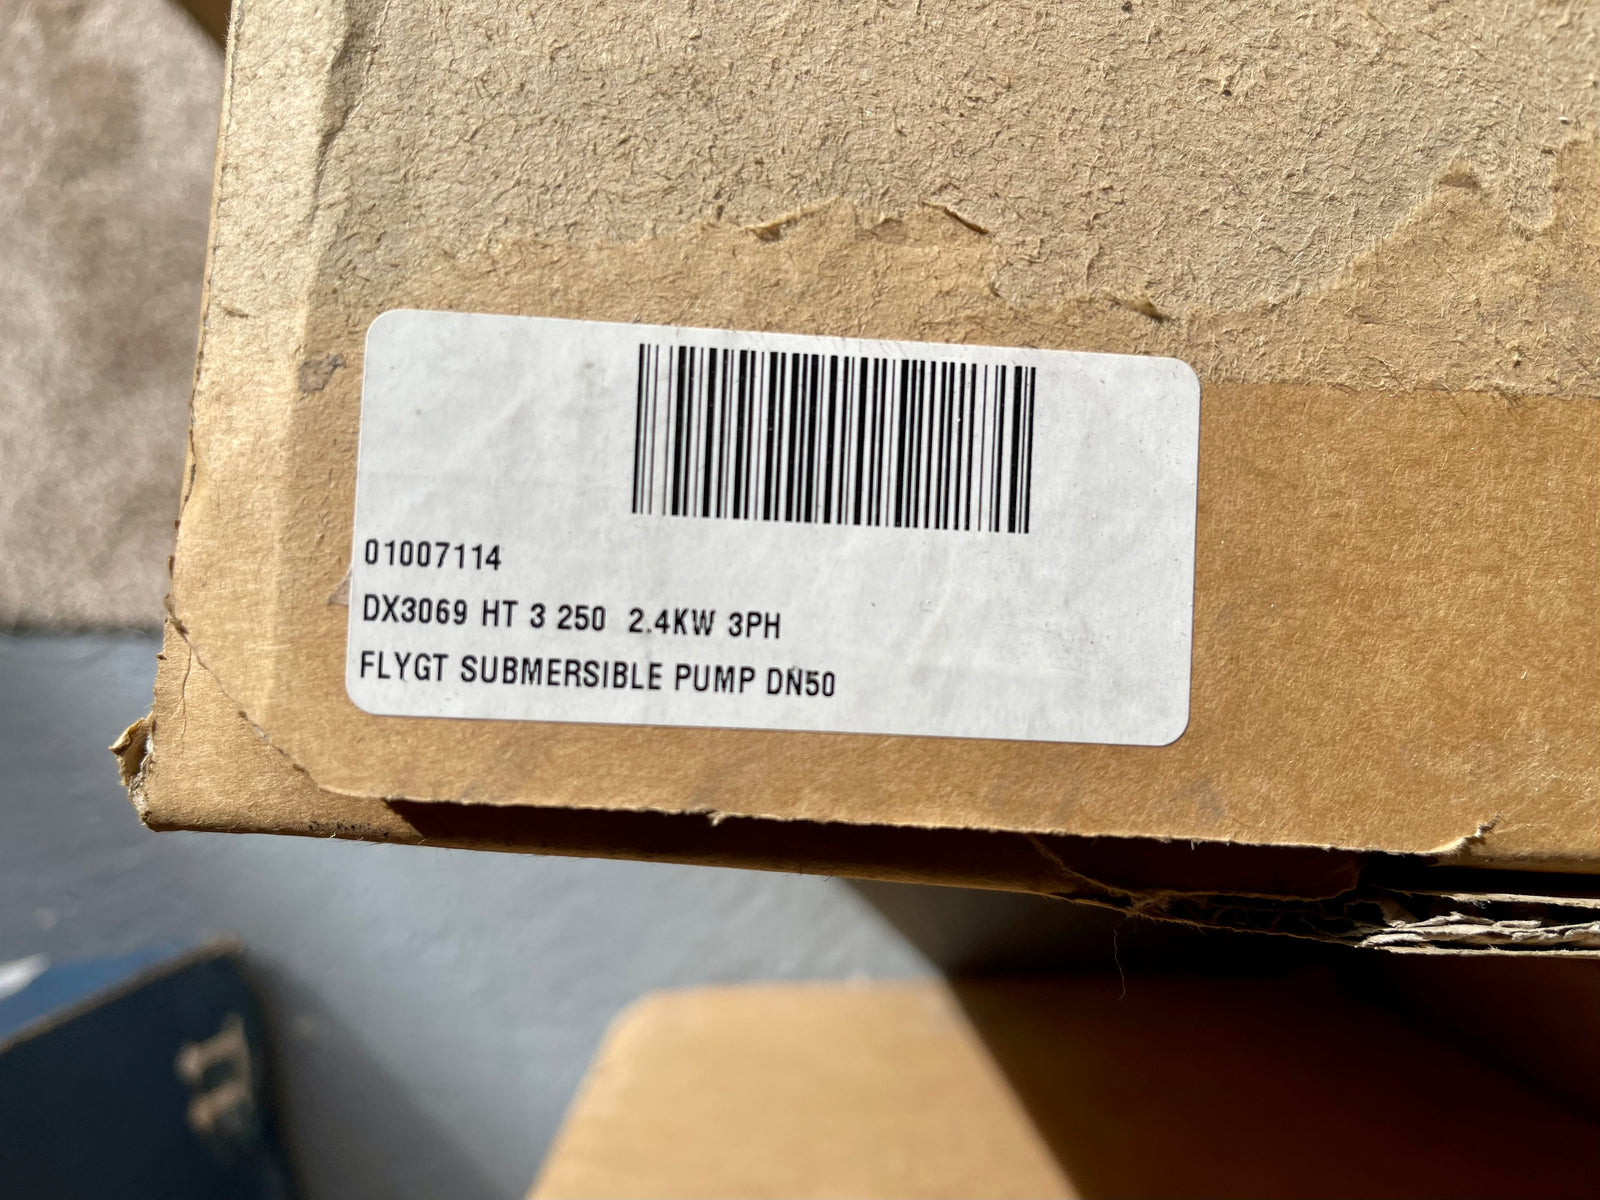 01007114
DX3069 HT 3 250 2.4KW 3PH
FLYGT SUBMERSIBLE PUMP DN50